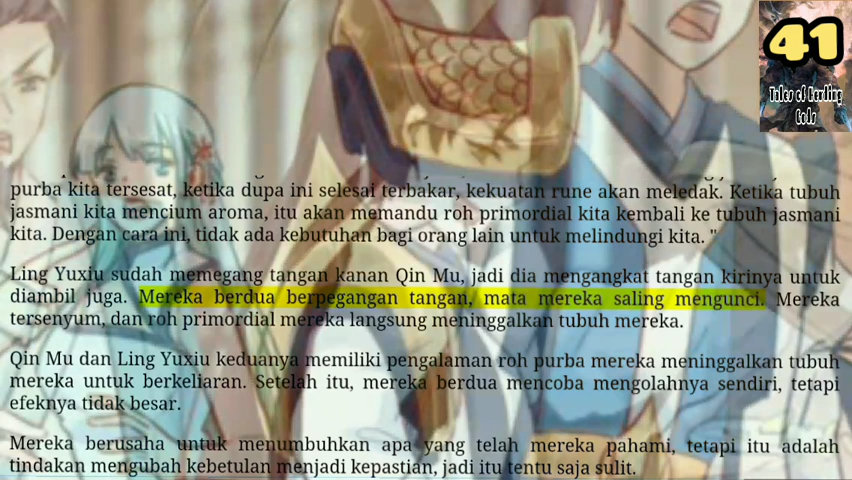 41
Tales of Herding
Gods
purba kita tersesat, ketika dupa ini selesai terbakar, kekuatan rune akan meledak. Ketika tubuh
jasmani kita mencium aroma, itu akan memandu roh primordial kita kembali ke tubuh jasmani
kita. Dengan cara ini, tidak ada kebutuhan bagi orang lain untuk melindungi kita. "
Ling Yuxiu sudah memegang tangan kanan Qin Mu, jadi dia mengangkat tangan kirinya untuk
diambil juga. Mereka berdua berpegangan tangan, mata mereka saling mengunci. Mereka
tersenyum, dan roh primordial mereka langsung meninggalkan tubuh mereka.
Qin Mu dan Ling Yuxiu keduanya memiliki pengalaman roh purba mereka meninggalkan tubuh
mereka untuk berkeliaran. Setelah itu, mereka berdua mencoba mengolahnya sendiri, tetapi
efeknya tidak besar.
Mereka berusaha untuk menumbuhkan apa yang telah mereka pahami, tetapi itu adalah
tindakan mengubah kebetulan menjadi kepastian, jadi itu tentu saja sulit.